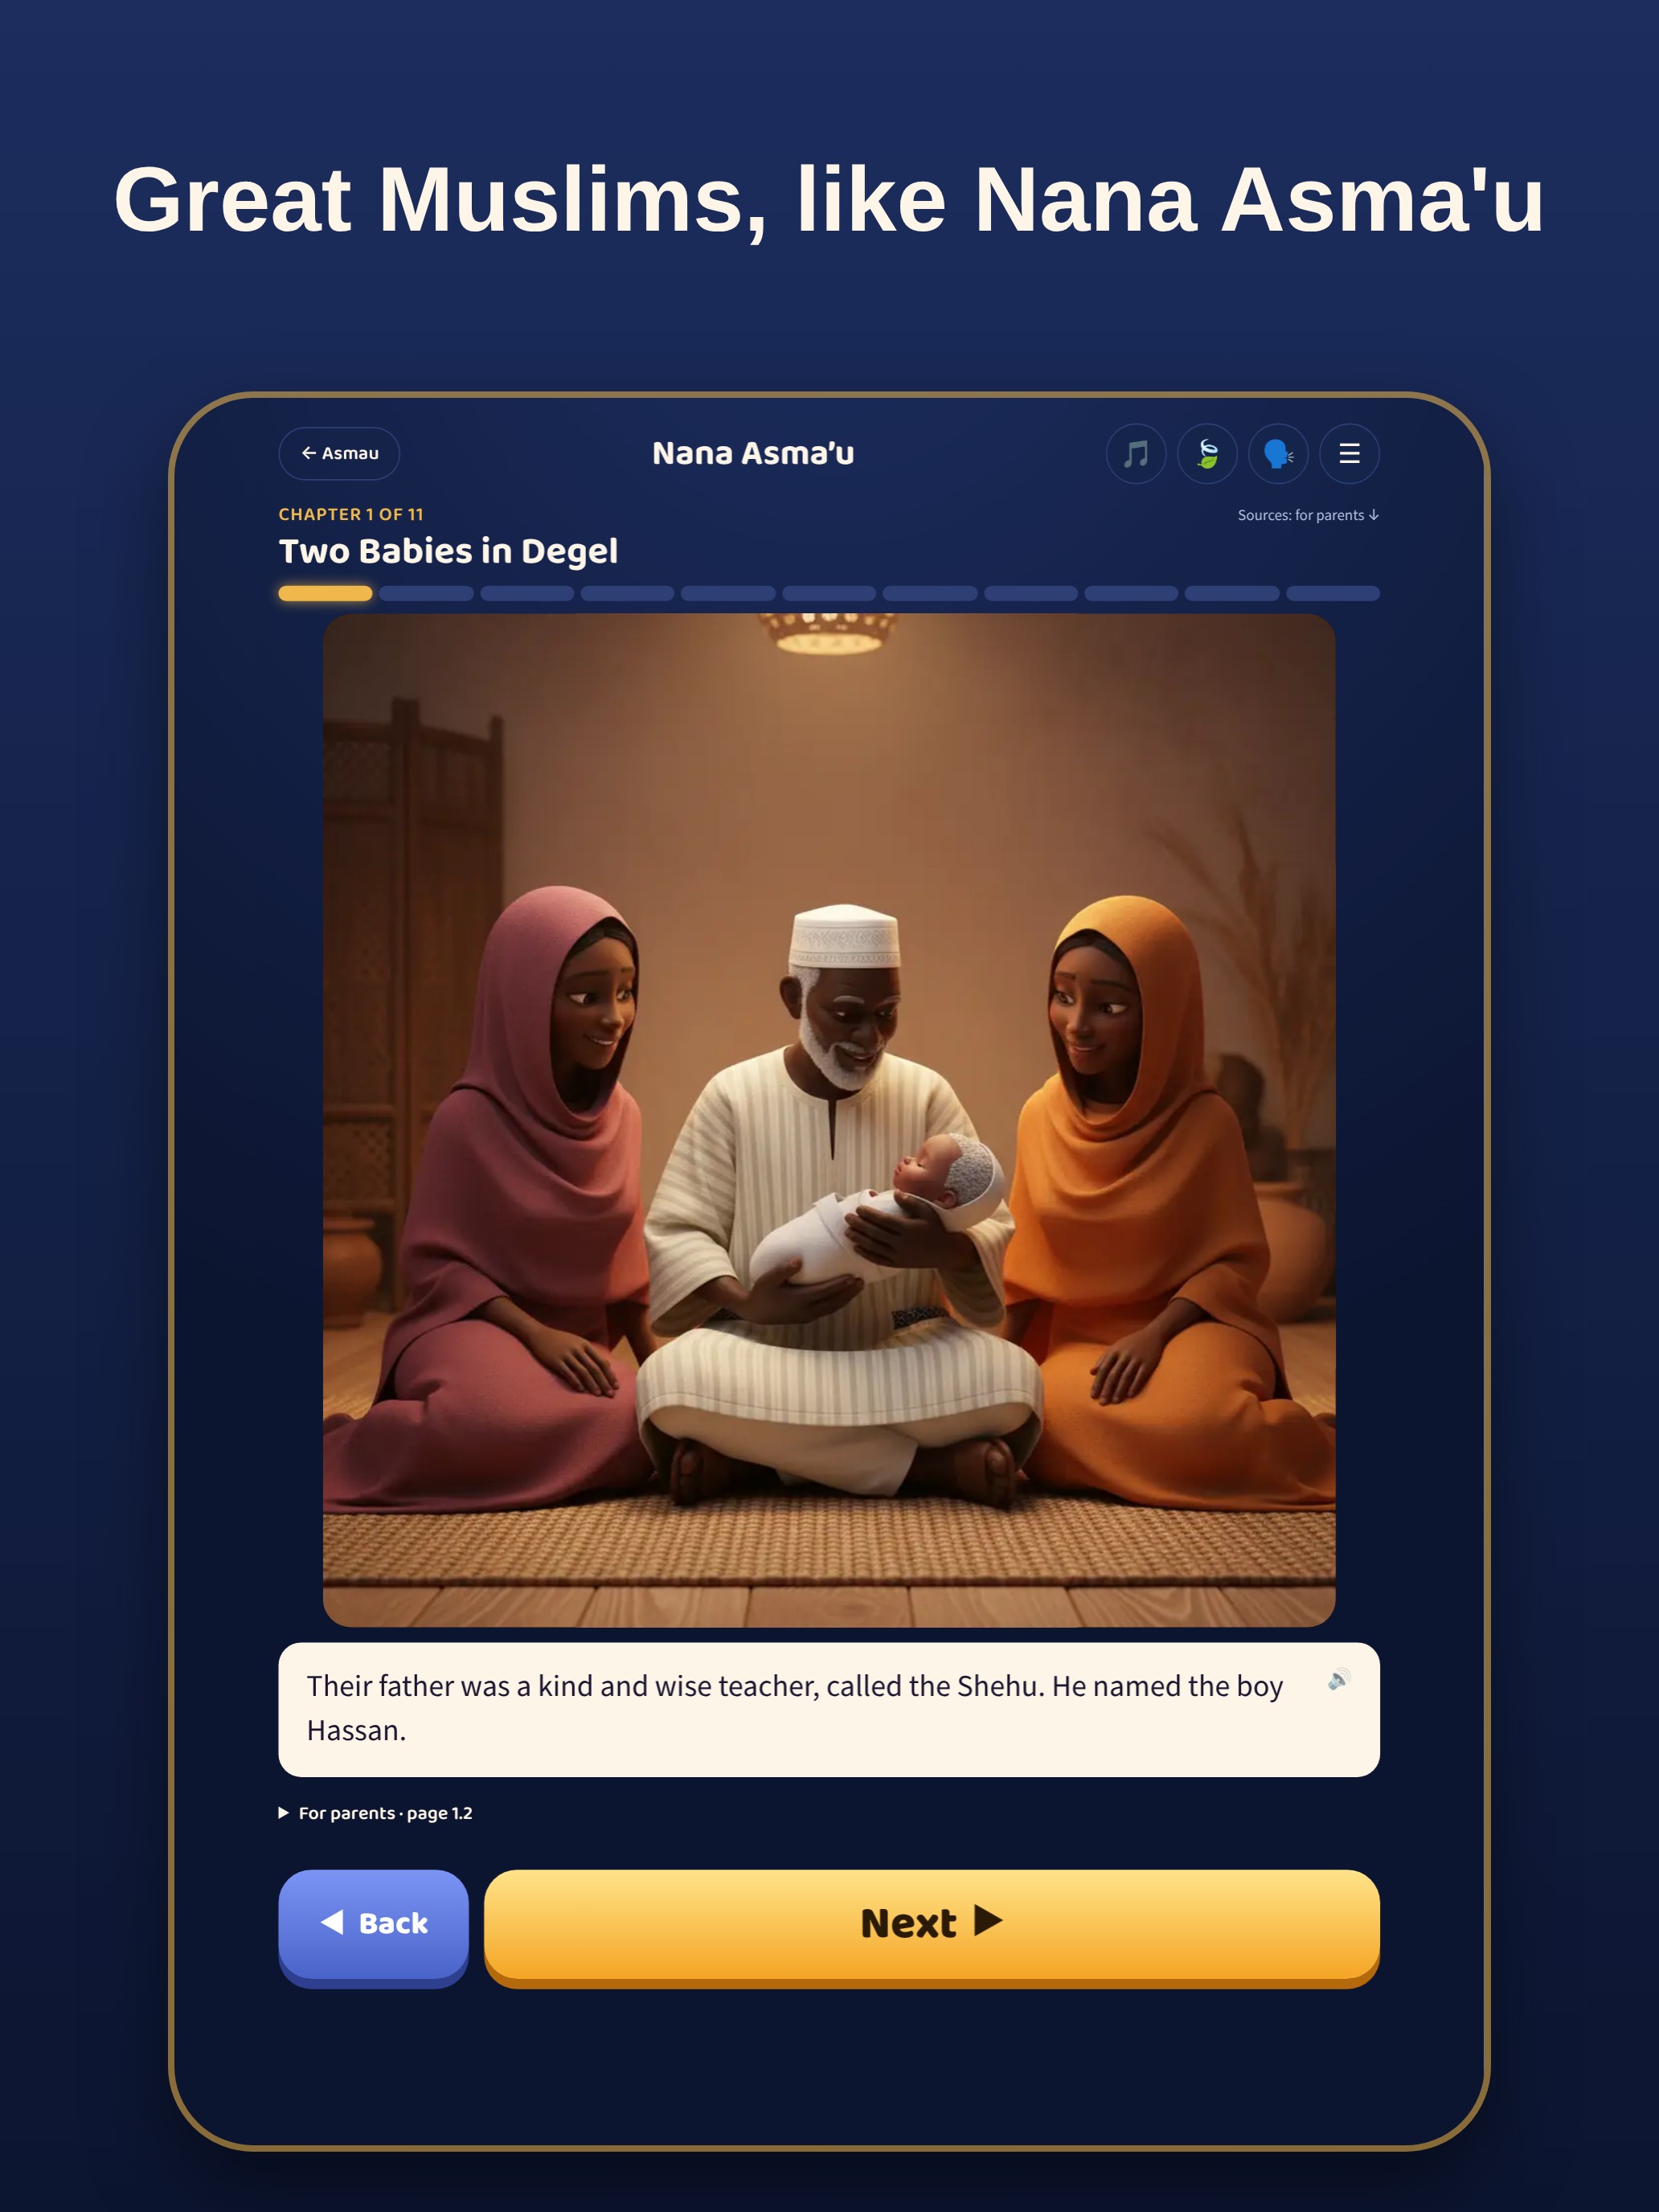 Great Muslims, like Nana Asma'u
← Asmau
Nana Asma’u
CHAPTER 1 OF 11
Sources: for parents ↓
Two Babies in Degel
Their father was a kind and wise teacher, called the Shehu. He named the boy
Hassan.
For parents · page 1.2
Back
Next